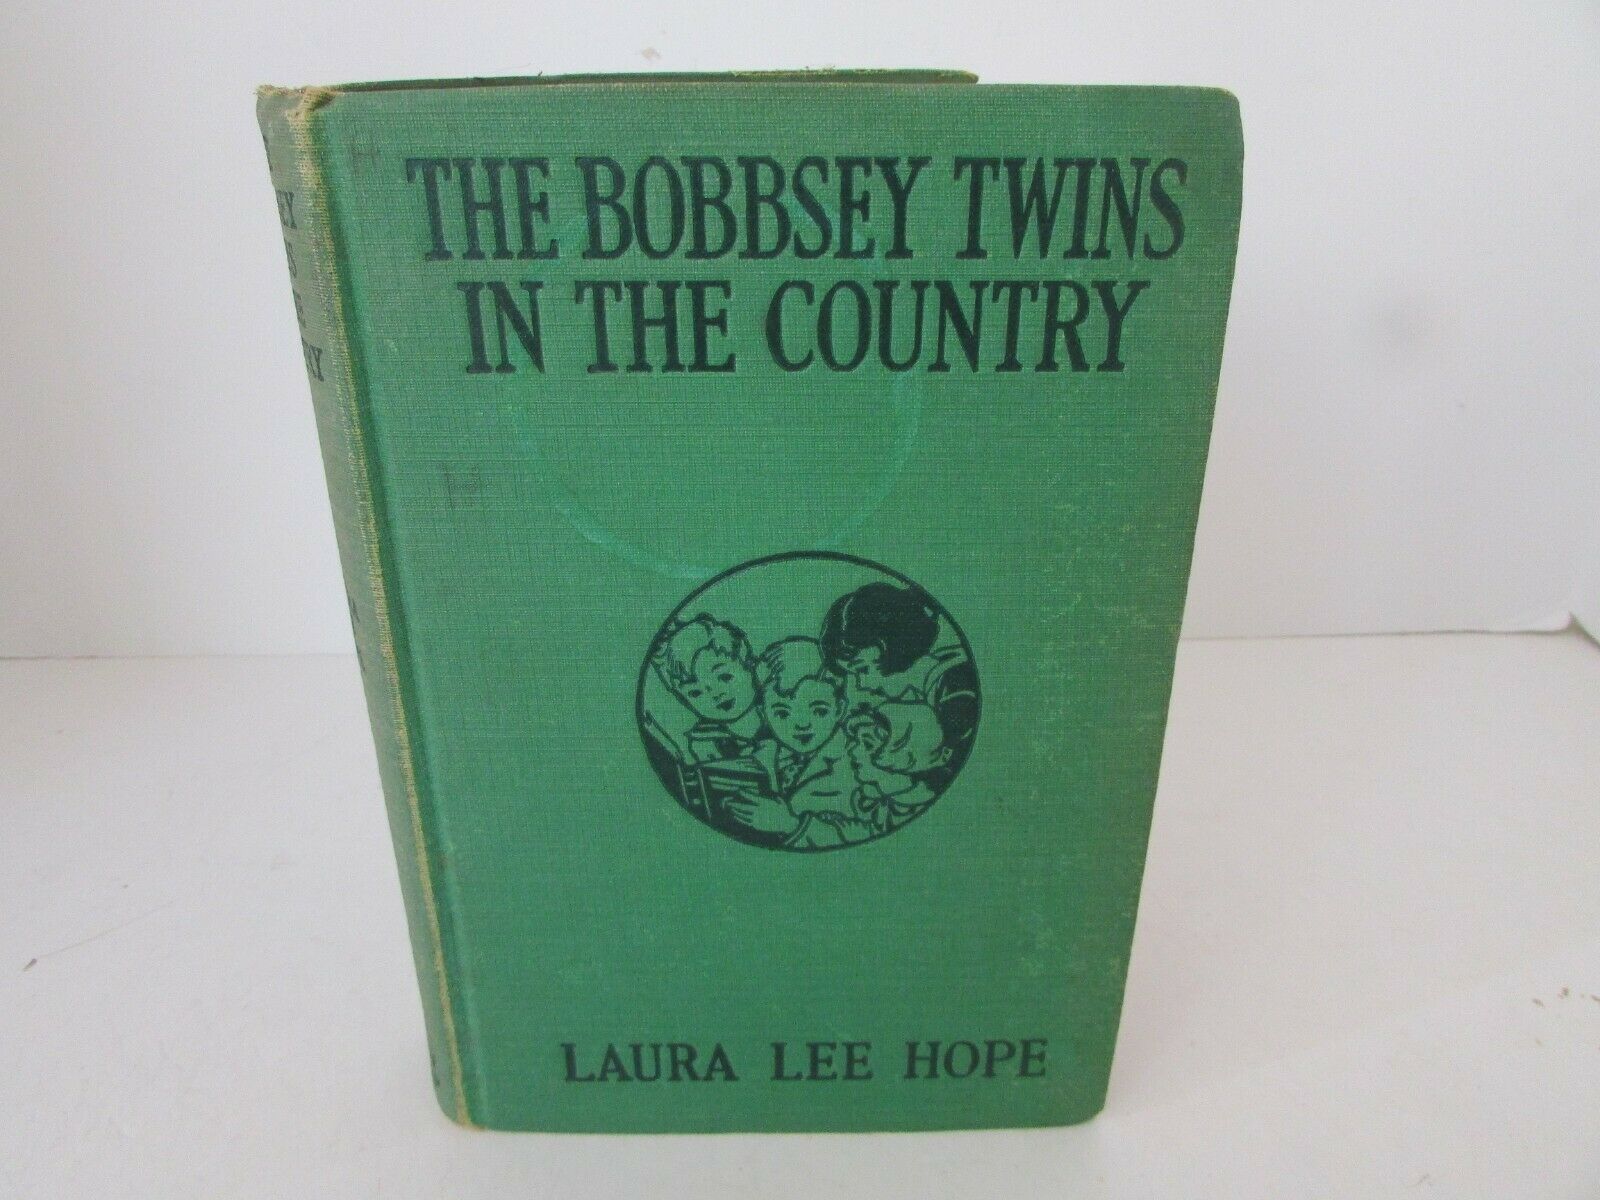 THE BOBBSEY TWINS
IN THE COUNTRY
LAURA LEE HOPE